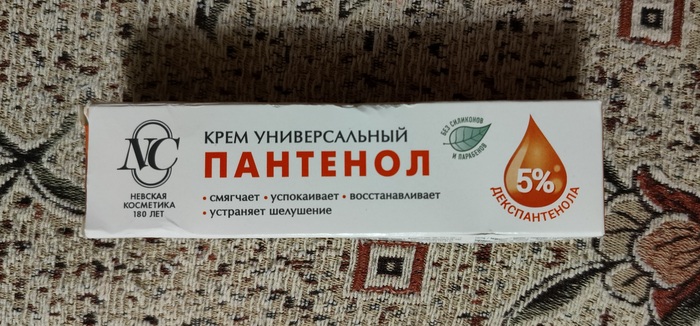 NC
НЕВСКАЯ
КОСМЕТИКА
180 ЛЕТ
КРЕМ УНИВЕРСАЛЬНЫЙ
ПАНТЕНОЛ
• смягчает • успокаивает • восстанавливает
• устраняет шелушение
БЕЗ СИЛИКОНОВ
И ПАРАБЕНОВ
5%
ДЕКСПАНТЕНОЛА